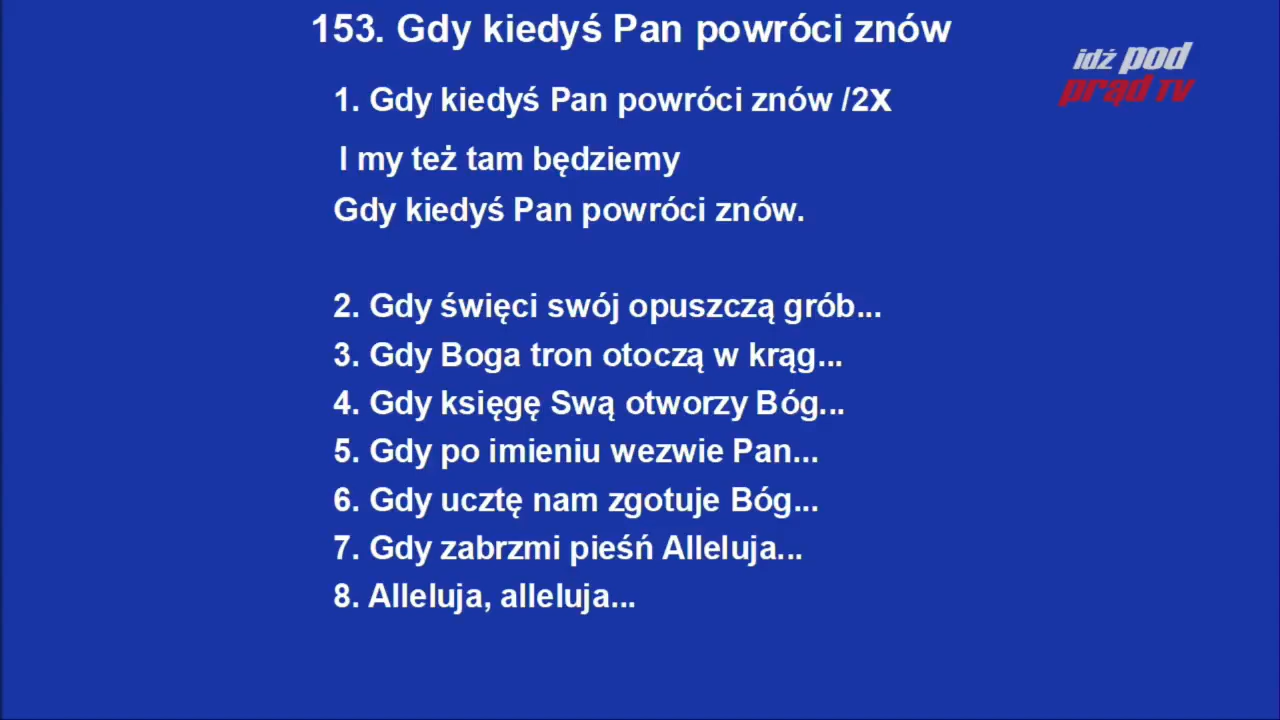 153. Gdy kiedyś Pan powróci znów
idź pod
prąd TV
1. Gdy kiedyś Pan powróci znów /2x
I my też tam będziemy
Gdy kiedyś Pan powróci znów.
2. Gdy święci swój opuszczą grób...
3. Gdy Boga tron otoczą w krąg...
4. Gdy księgę Swą otworzy Bóg...
5. Gdy po imieniu wezwie Pan...
6. Gdy ucztę nam zgotuje Bóg...
7. Gdy zabrzmi pieśń Alleluja...
8. Alleluja, alleluja...